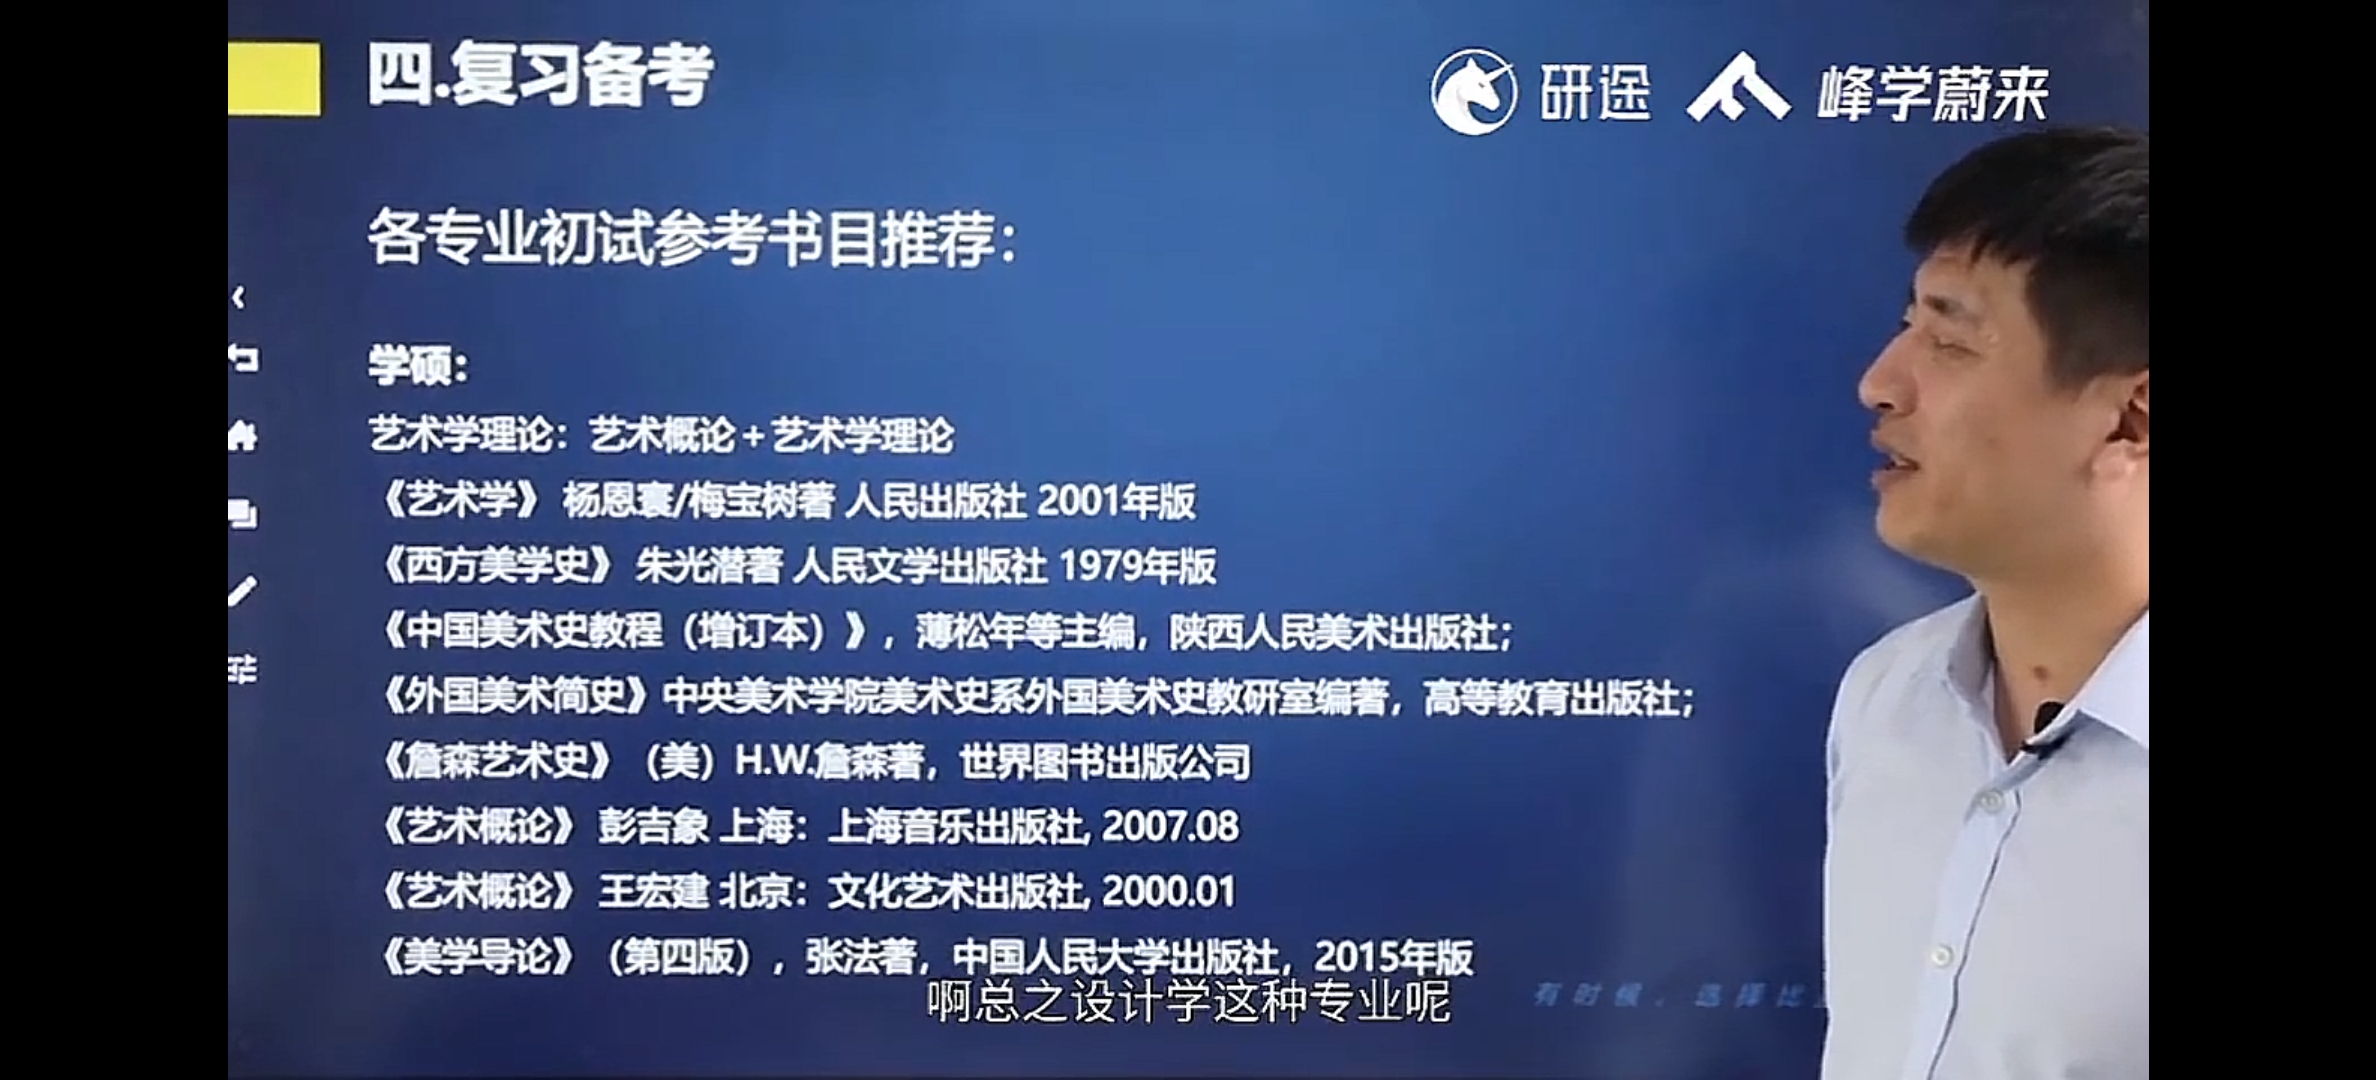 四.复习备考
研途 峰学蔚来
各专业初试参考书目推荐：
学硕：
艺术学理论：艺术概论+艺术学理论
《艺术学》 杨恩寰/梅宝树著 人民出版社 2001年版
《西方美学史》 朱光潜著 人民文学出版社 1979年版
《中国美术史教程（增订本）》，薄松年等主编，陕西人民美术出版社；
《外国美术简史》中央美术学院美术史系外国美术史教研室编著，高等教育出版社；
《詹森艺术史》（美）H.W.詹森著，世界图书出版公司
《艺术概论》 彭吉象 上海：上海音乐出版社, 2007.08
《艺术概论》 王宏建 北京：文化艺术出版社, 2000.01
《美学导论》（第四版），张法著，中国人民大学出版社，2015年版
有时候，选择比
啊总之设计学这种专业呢